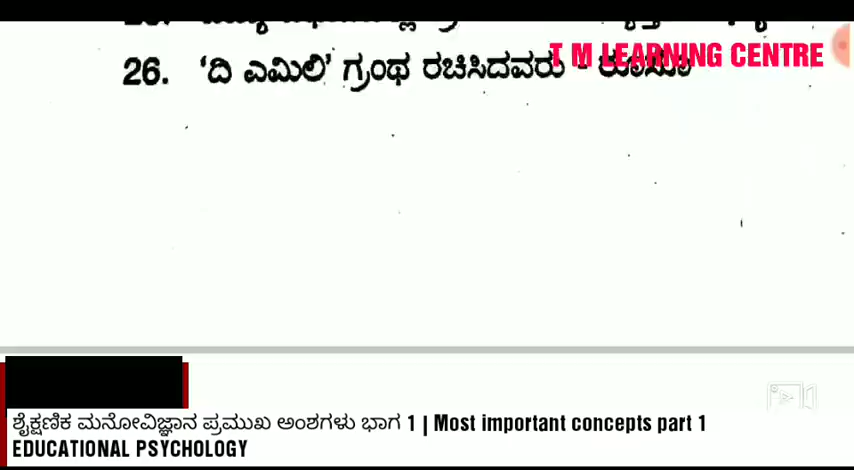 T M LEARNING CENTRE
26. 'ದಿ ಎಮಿಲಿ' ಗ್ರಂಥ ರಚಿಸಿದವರು - ರೂಸೋ
ಶೈಕ್ಷಣಿಕ ಮನೋವಿಜ್ಞಾನ ಪ್ರಮುಖ ಅಂಶಗಳು ಭಾಗ 1 | Most important concepts part 1
EDUCATIONAL PSYCHOLOGY